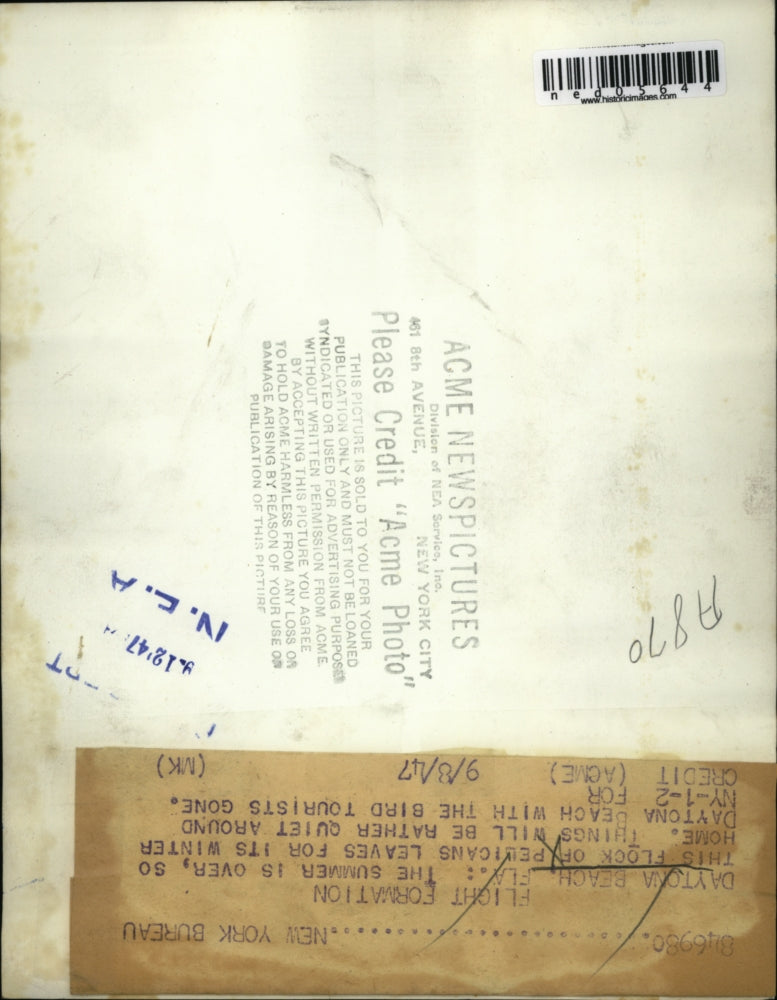 n e d 0 5 6 4 4
www.historicimages.com
ACME NEWSPICTURES
Division of NEA Service, Inc.
461 8th AVENUE, NEW YORK CITY
Please Credit "Acme Photo"
THIS PICTURE IS SOLD TO YOU FOR YOUR
PUBLICATION ONLY AND MUST NOT BE LOANED
SYNDICATED OR USED FOR ADVERTISING PURPOSES
WITHOUT WRITTEN PERMISSION FROM ACME.
BY ACCEPTING THIS PICTURE YOU AGREE
TO HOLD ACME HARMLESS FROM ANY LOSS OR
DAMAGE ARISING BY REASON OF YOUR USE OR
PUBLICATION OF THIS PICTURE
A870
N.E.A
9.12'47
846980..........................NEW YORK BUREAU
FLIGHT FORMATION
DAYTONA BEACH, FLA.: THE SUMMER IS OVER, SO
THIS FLOCK OF PELICANS LEAVES FOR ITS WINTER
HOME. THINGS WILL BE RATHER QUIET AROUND
DAYTONA BEACH WITH THE BIRD TOURISTS GONE.
NY-1-2 FOR
CREDIT (ACME) 9/8/47 (MK)